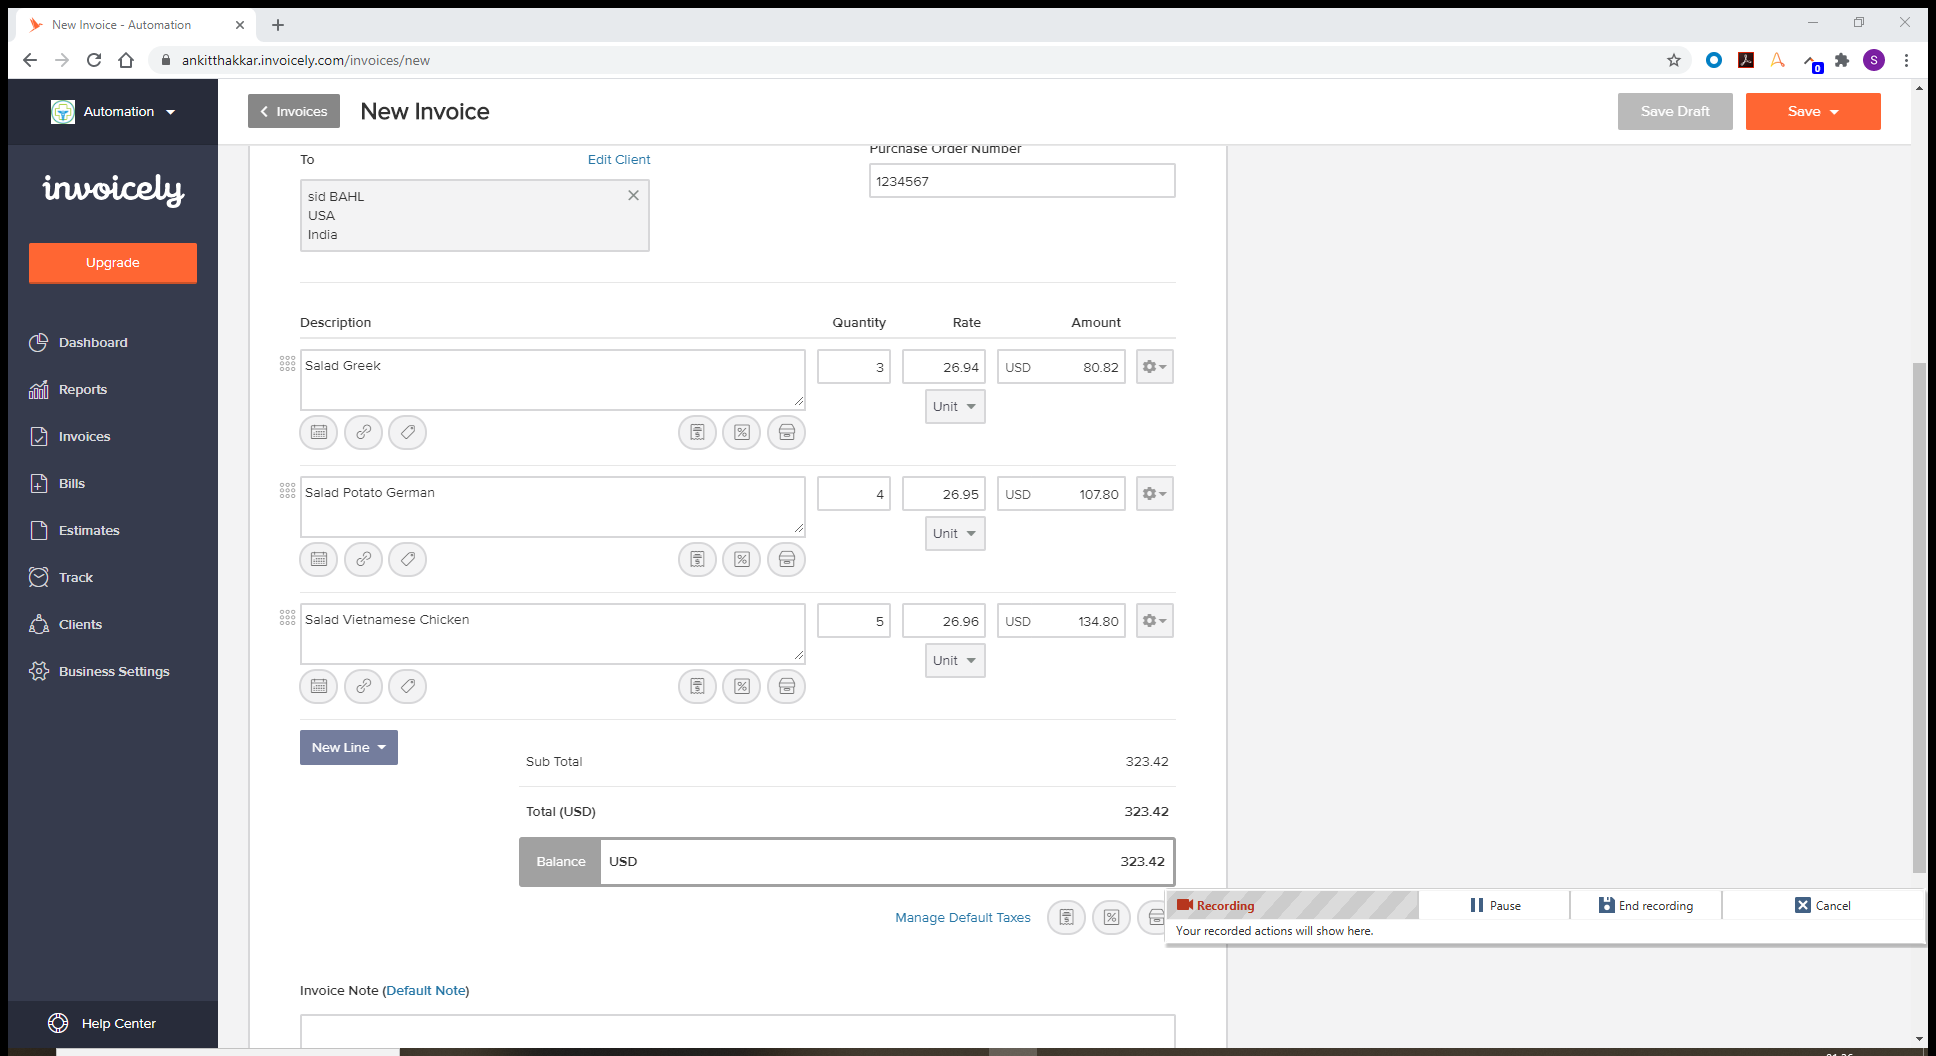 New Invoice - Automation
ankitthakkar.invoicely.com/invoices/new
S
0
Automation
Invoices
New Invoice
Save Draft
Save
invoicely
Upgrade
Dashboard
Reports
Invoices
Bills
Estimates
Track
Clients
Business Settings
Help Center
To
Edit Client
Purchase Order Number
sid BAHL
USA
India
1234567
Description Quantity Rate Amount
Salad Greek 3 26.94 USD 80.82
Unit
Salad Potato German 4 26.95 USD 107.80
Unit
Salad Vietnamese Chicken 5 26.96 USD 134.80
Unit
New Line
Sub Total 323.42
Total (USD) 323.42
Balance USD 323.42
Manage Default Taxes
Recording Pause End recording Cancel
Your recorded actions will show here.
Invoice Note (Default Note)